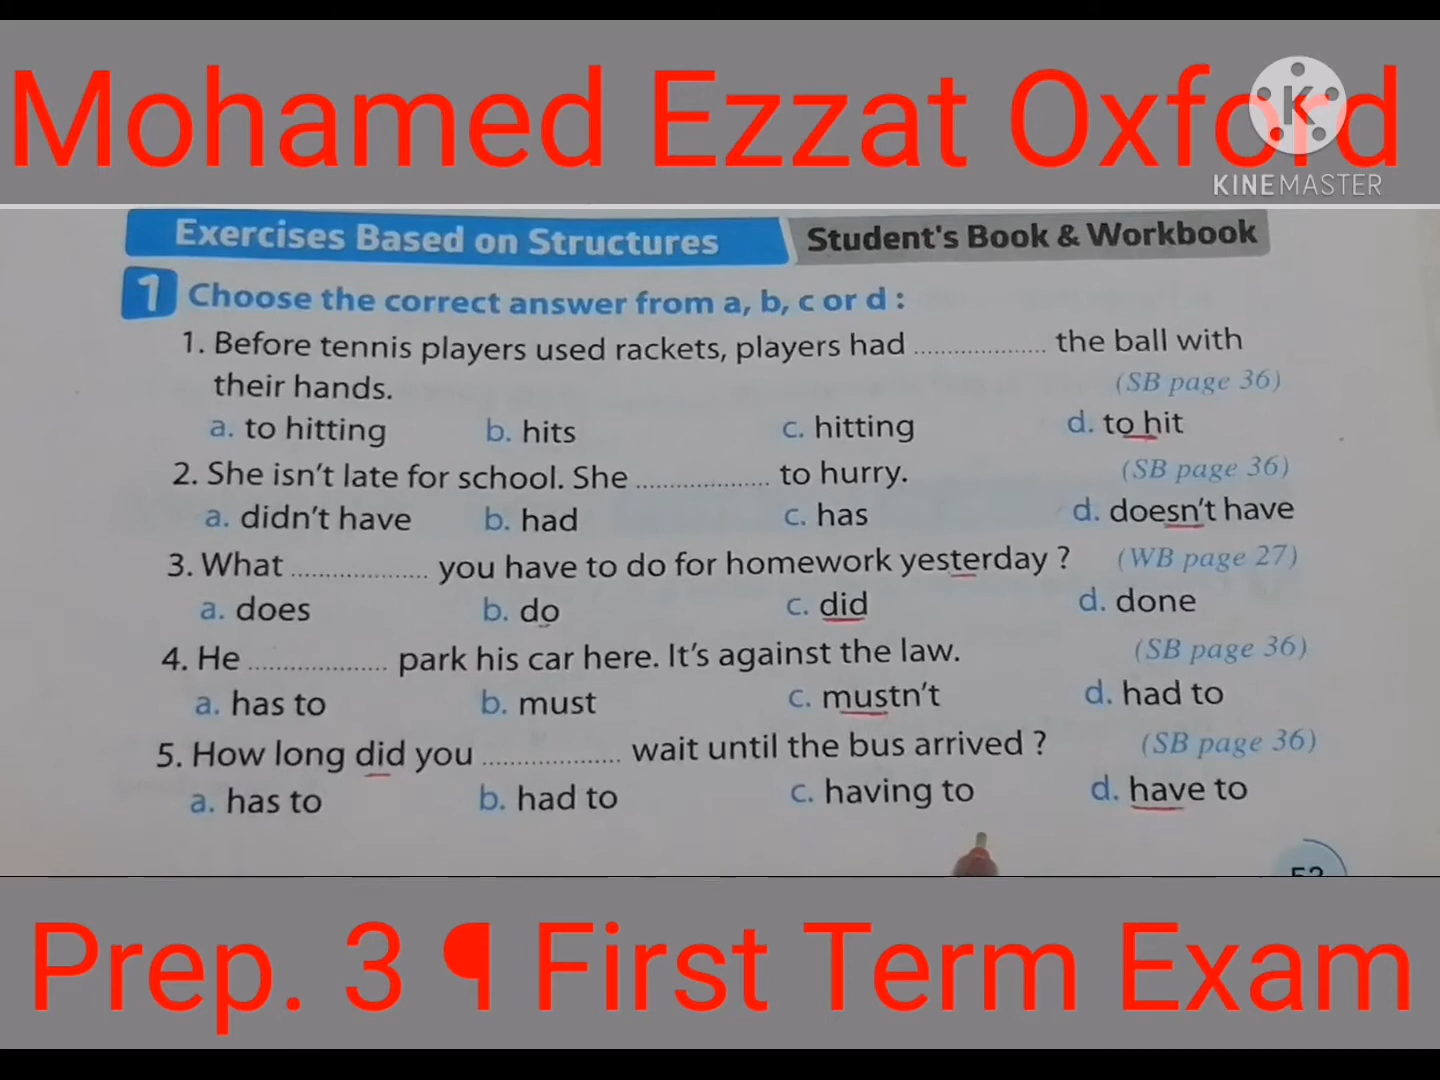 Mohamed Ezzat Oxford
KINEMASTER
Exercises Based on Structures Student's Book & Workbook
1 Choose the correct answer from a, b, c or d :
1. Before tennis players used rackets, players had .................... the ball with
their hands. (SB page 36)
a. to hitting b. hits c. hitting d. to hit
2. She isn't late for school. She .................... to hurry. (SB page 36)
a. didn't have b. had c. has d. doesn't have
3. What .................... you have to do for homework yesterday ? (WB page 27)
a. does b. do c. did d. done
4. He .................... park his car here. It's against the law. (SB page 36)
a. has to b. must c. mustn't d. had to
5. How long did you .................... wait until the bus arrived ? (SB page 36)
a. has to b. had to c. having to d. have to
Prep. 3 ¶ First Term Exam